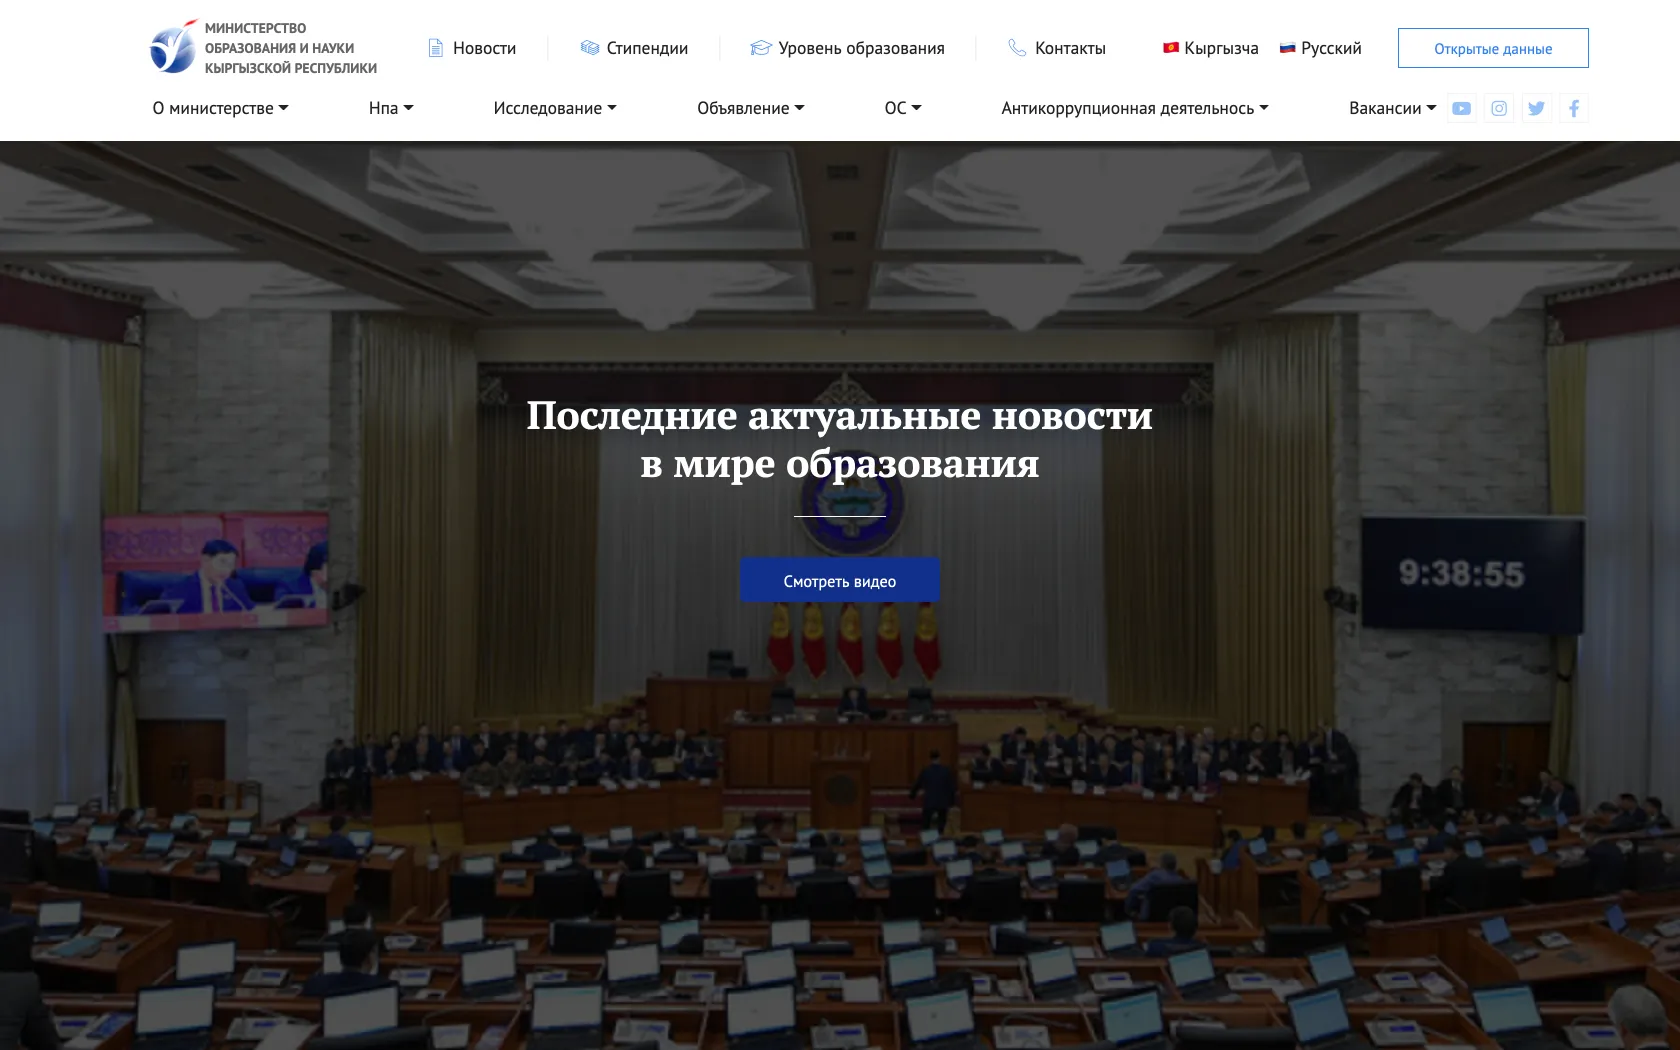 МИНИСТЕРСТВО
ОБРАЗОВАНИЯ И НАУКИ
КЫРГЫЗСКОЙ РЕСПУБЛИКИ
Новости
Стипендии
Уровень образования
Контакты
Кыргызча
Русский
Открытые данные
О министерстве
Нпа
Исследование
Объявление
ОС
Антикоррупционная деятельнось
Вакансии
Последние актуальные новости
в мире образования
Смотреть видео
9:38:55